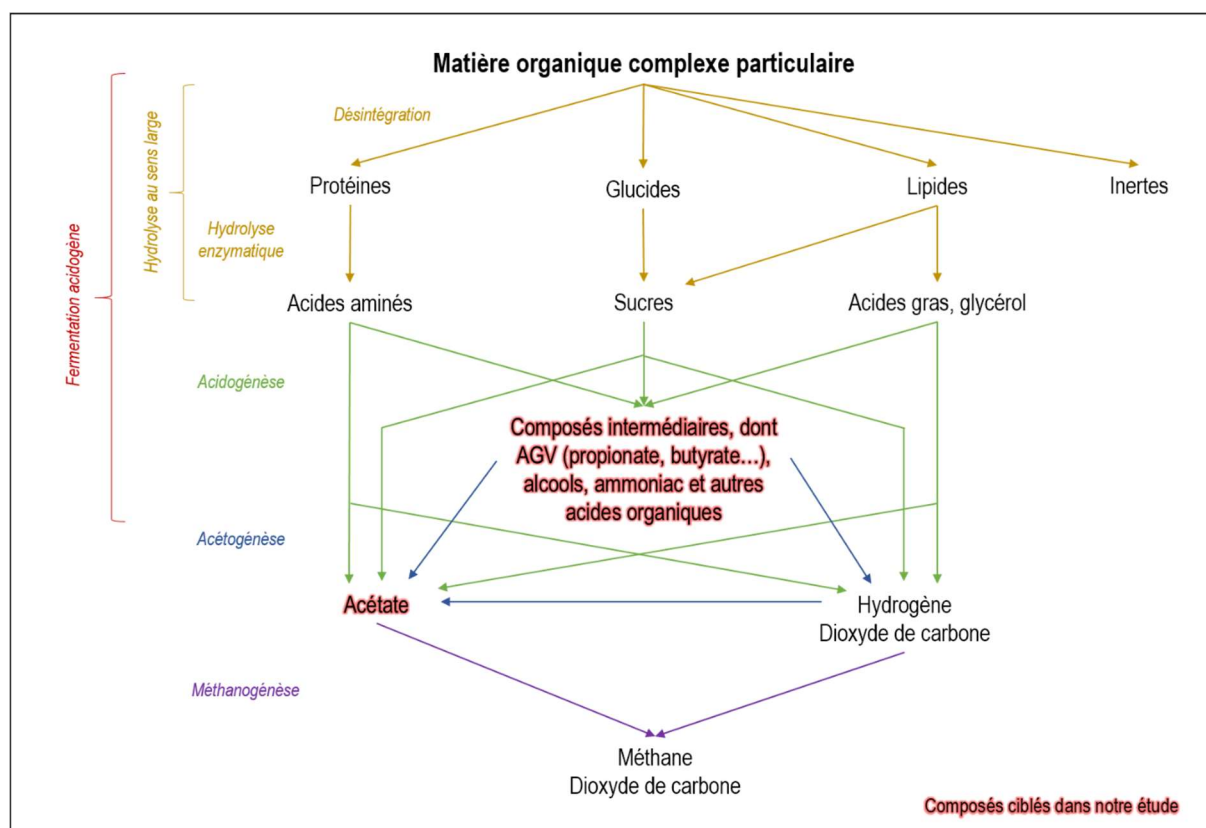 Matière organique complexe particulaire
Désintégration
Protéines
Glucides
Lipides
Inertes
Hydrolyse au sens large
Fermentation acidogène
Hydrolyse
enzymatique
Acides aminés
Sucres
Acides gras, glycérol
Acidogénèse
Composés intermédiaires, dont
AGV (propionate, butyrate…),
alcools, ammoniac et autres
acides organiques
Acétogénèse
Acétate
Hydrogène
Dioxyde de carbone
Méthanogénèse
Méthane
Dioxyde de carbone
Composés ciblés dans notre étude